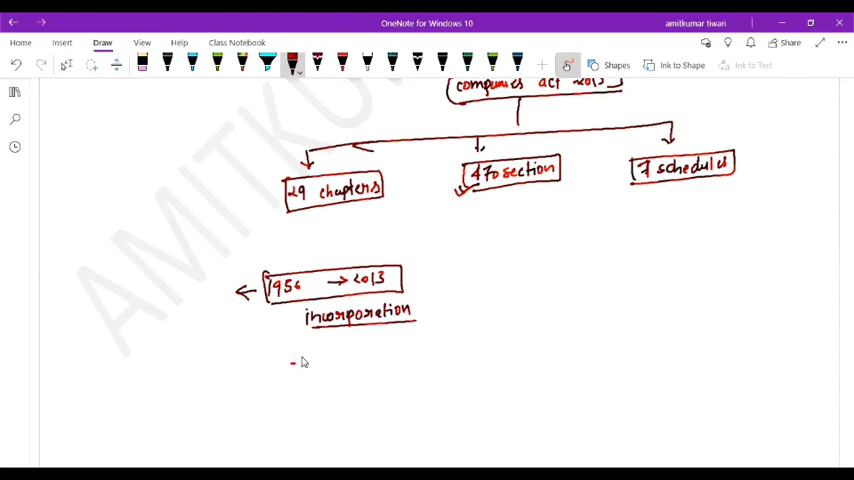 OneNote for Windows 10
amitkumar tiwari
Home Insert Draw View Help Class Notebook
Share
Shapes Ink to Shape Ink to Text
companies act 2013
29 chapters
470 section
7 schedules
1956 → 2013
incorporation
-
AMITKU